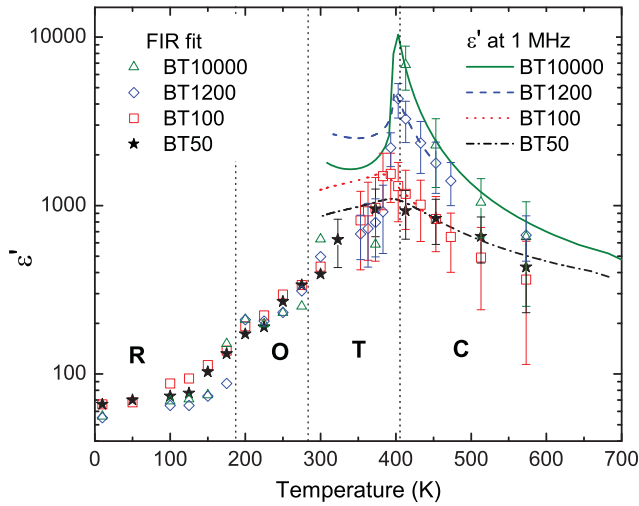 10000
1000
100
ε'
FIR fit
BT10000
BT1200
BT100
BT50
ε' at 1 MHz
BT10000
BT1200
BT100
BT50
R
O
T
C
0 100 200 300 400 500 600 700
Temperature (K)